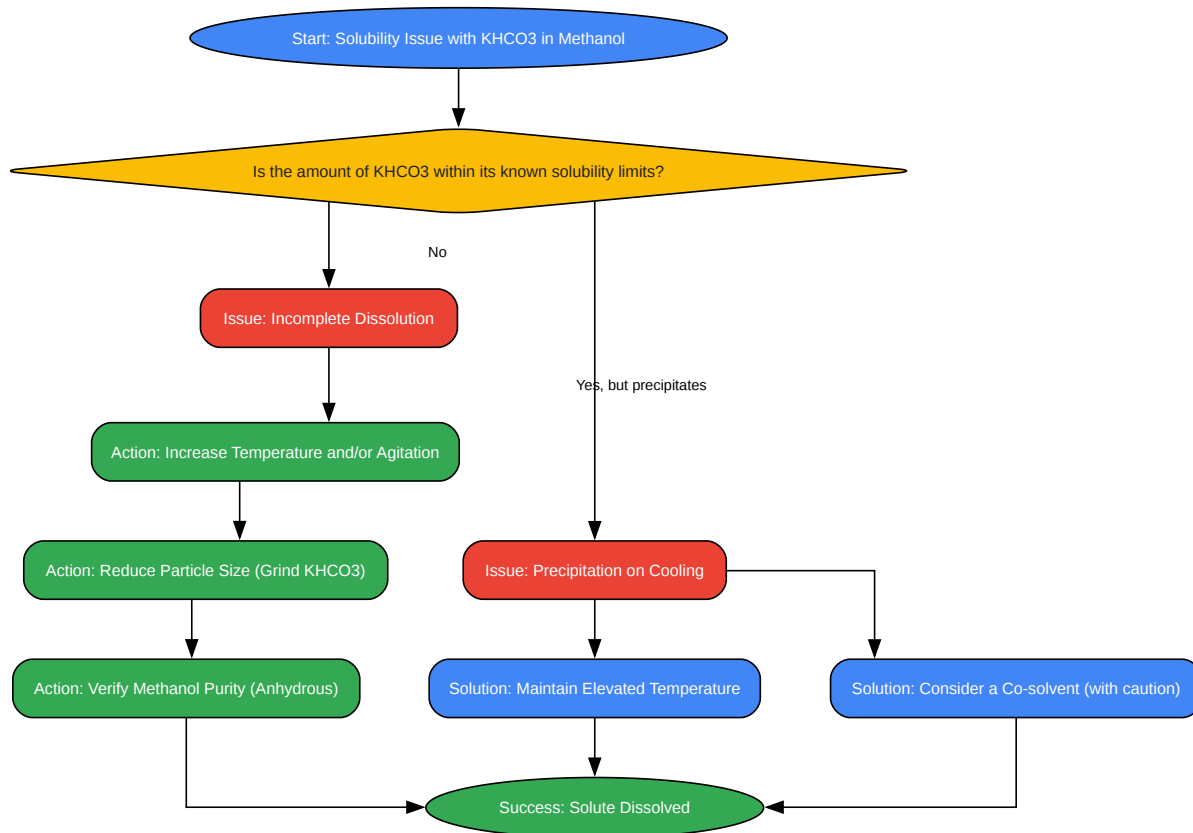 Start: Solubility Issue with KHCO3 in Methanol
Is the amount of KHCO3 within its known solubility limits?
No
Issue: Incomplete Dissolution
Yes, but precipitates
Action: Increase Temperature and/or Agitation
Action: Reduce Particle Size (Grind KHCO3)
Issue: Precipitation on Cooling
Action: Verify Methanol Purity (Anhydrous)
Solution: Maintain Elevated Temperature
Solution: Consider a Co-solvent (with caution)
Success: Solute Dissolved